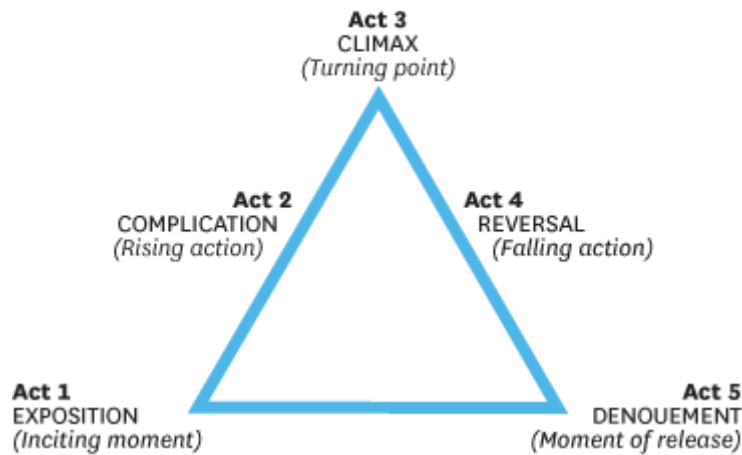 Act 3
CLIMAX
(Turning point)
Act 2
COMPLICATION
(Rising action)
Act 4
REVERSAL
(Falling action)
Act 1
EXPOSITION
(Inciting moment)
Act 5
DENOUEMENT
(Moment of release)